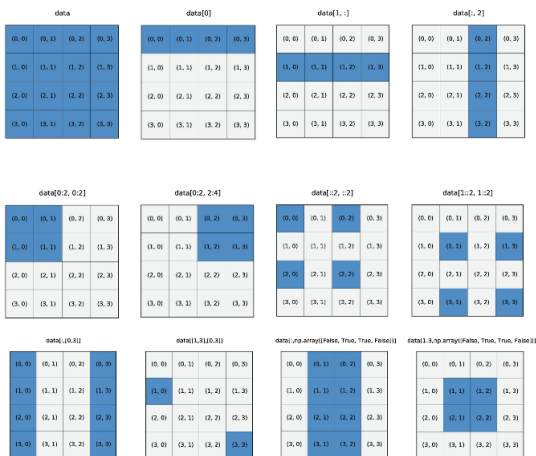 data data[0] data[1, :] data[:, 2]
(0, 0) (0, 1) (0, 2) (0, 3) (0, 0) (0, 1) (0, 2) (0, 3) (0, 0) (0, 1) (0, 2) (0, 3) (0, 0) (0, 1) (0, 2) (0, 3)
(1, 0) (1, 1) (1, 2) (1, 3) (1, 0) (1, 1) (1, 2) (1, 3) (1, 0) (1, 1) (1, 2) (1, 3) (1, 0) (1, 1) (1, 2) (1, 3)
(2, 0) (2, 1) (2, 2) (2, 3) (2, 0) (2, 1) (2, 2) (2, 3) (2, 0) (2, 1) (2, 2) (2, 3) (2, 0) (2, 1) (2, 2) (2, 3)
(3, 0) (3, 1) (3, 2) (3, 3) (3, 0) (3, 1) (3, 2) (3, 3) (3, 0) (3, 1) (3, 2) (3, 3) (3, 0) (3, 1) (3, 2) (3, 3)
data[0:2, 0:2] data[0:2, 2:4] data[::2, ::2] data[1::2, 1::2]
(0, 0) (0, 1) (0, 2) (0, 3) (0, 0) (0, 1) (0, 2) (0, 3) (0, 0) (0, 1) (0, 2) (0, 3) (0, 0) (0, 1) (0, 2) (0, 3)
(1, 0) (1, 1) (1, 2) (1, 3) (1, 0) (1, 1) (1, 2) (1, 3) (1, 0) (1, 1) (1, 2) (1, 3) (1, 0) (1, 1) (1, 2) (1, 3)
(2, 0) (2, 1) (2, 2) (2, 3) (2, 0) (2, 1) (2, 2) (2, 3) (2, 0) (2, 1) (2, 2) (2, 3) (2, 0) (2, 1) (2, 2) (2, 3)
(3, 0) (3, 1) (3, 2) (3, 3) (3, 0) (3, 1) (3, 2) (3, 3) (3, 0) (3, 1) (3, 2) (3, 3) (3, 0) (3, 1) (3, 2) (3, 3)
data[:,[0,3]] data[[1,3],[0,3]] data[:,np.array([False, True, True, False])] data[1:3,np.array([False, True, True, False])]
(0, 0) (0, 1) (0, 2) (0, 3) (0, 0) (0, 1) (0, 2) (0, 3) (0, 0) (0, 1) (0, 2) (0, 3) (0, 0) (0, 1) (0, 2) (0, 3)
(1, 0) (1, 1) (1, 2) (1, 3) (1, 0) (1, 1) (1, 2) (1, 3) (1, 0) (1, 1) (1, 2) (1, 3) (1, 0) (1, 1) (1, 2) (1, 3)
(2, 0) (2, 1) (2, 2) (2, 3) (2, 0) (2, 1) (2, 2) (2, 3) (2, 0) (2, 1) (2, 2) (2, 3) (2, 0) (2, 1) (2, 2) (2, 3)
(3, 0) (3, 1) (3, 2) (3, 3) (3, 0) (3, 1) (3, 2) (3, 3) (3, 0) (3, 1) (3, 2) (3, 3) (3, 0) (3, 1) (3, 2) (3, 3)